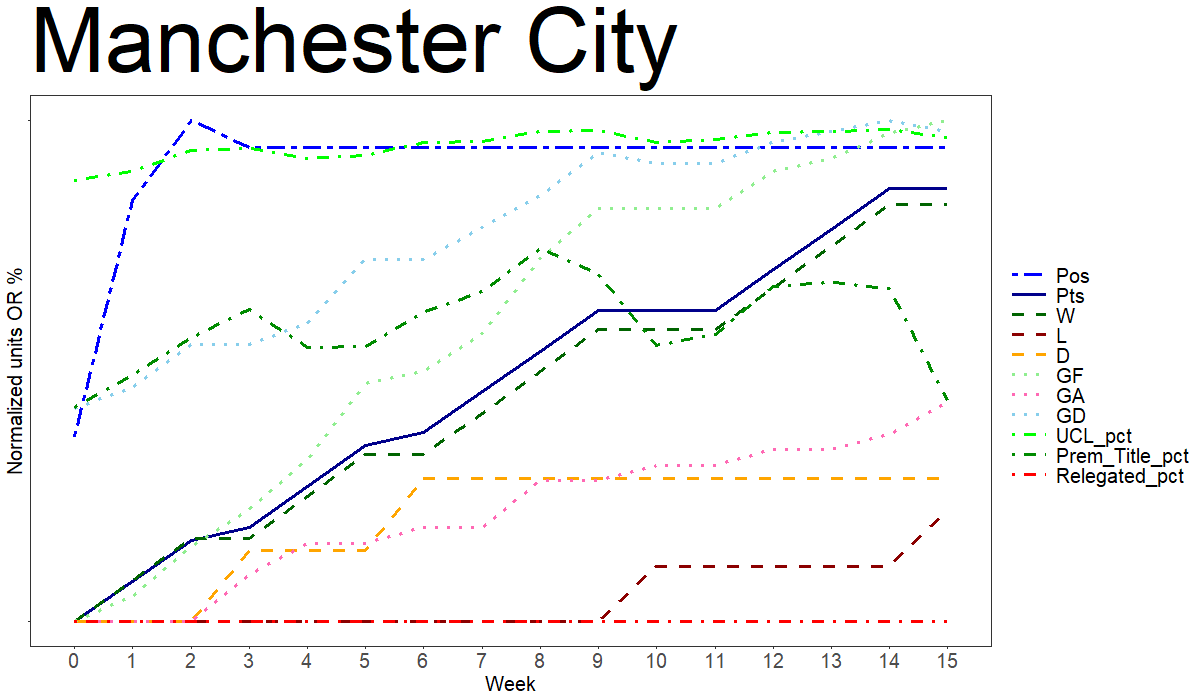 Manchester City
Normalized units OR %
0 1 2 3 4 5 6 7 8 9 10 11 12 13 14 15
Week
Pos
Pts
W
L
D
GF
GA
GD
UCL_pct
Prem_Title_pct
Relegated_pct